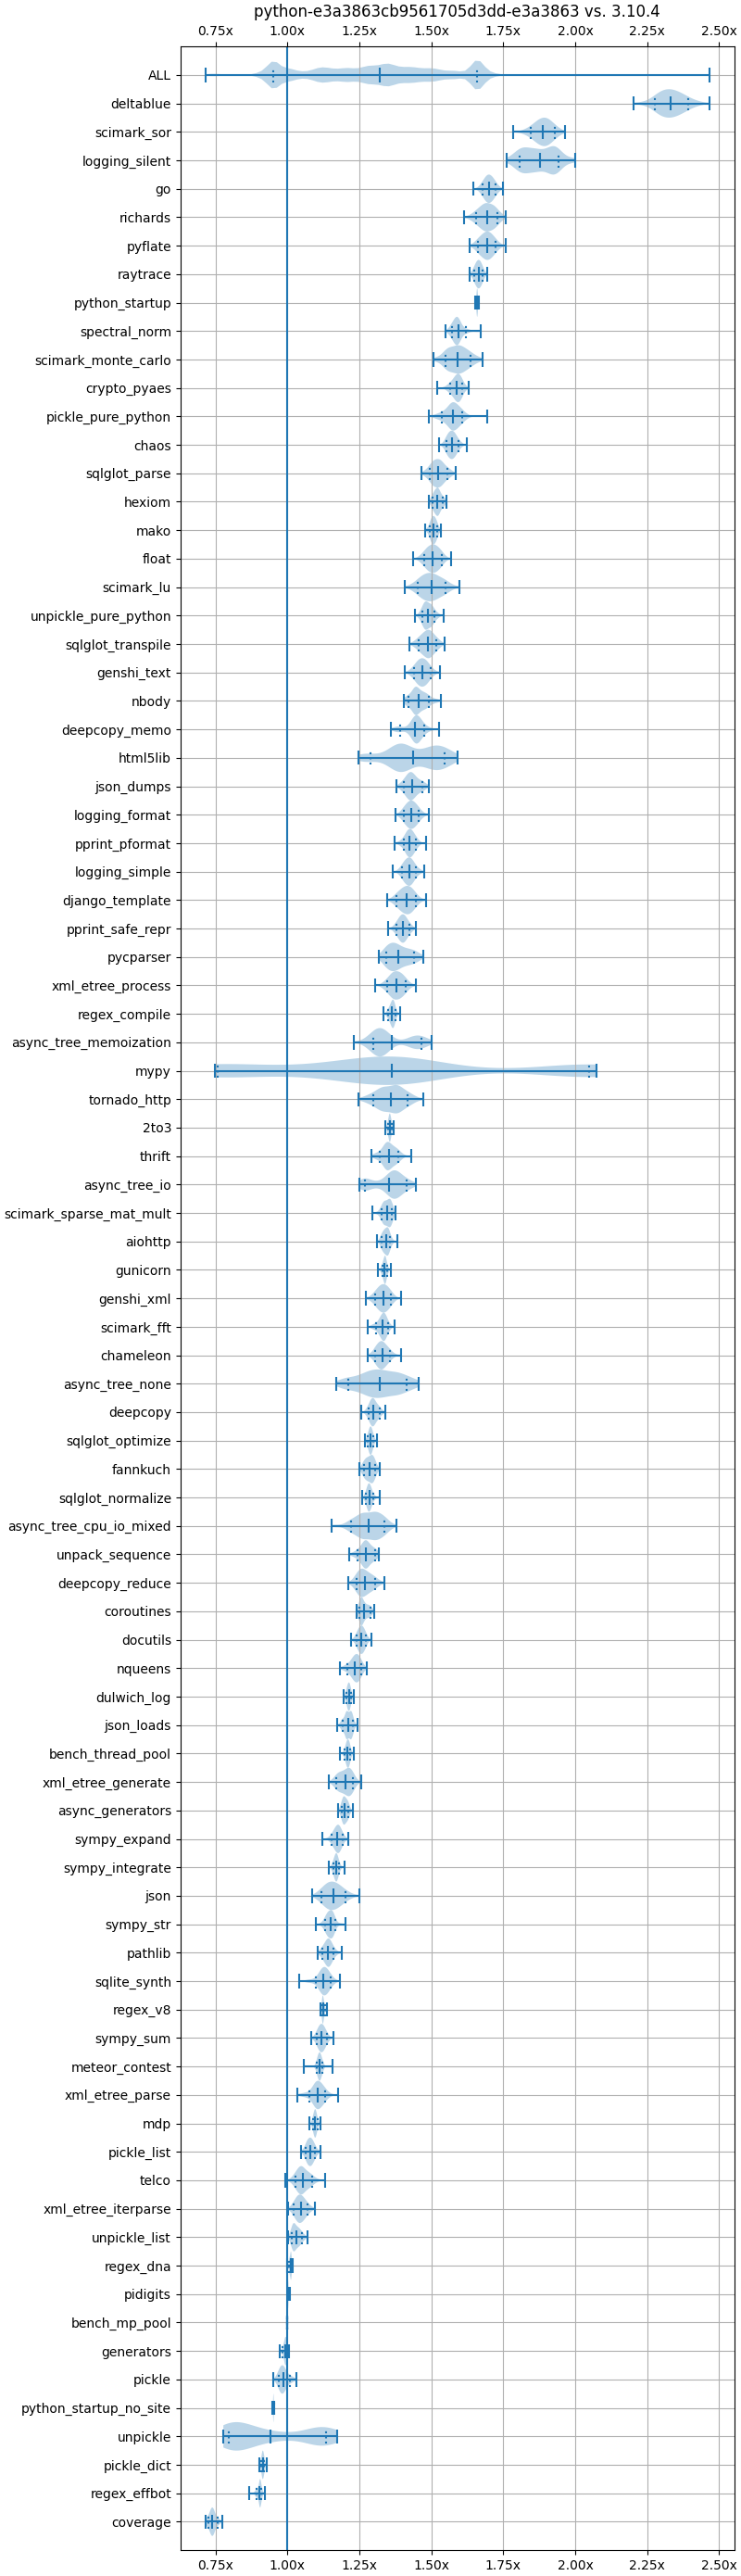 python-e3a3863cb9561705d3dd-e3a3863 vs. 3.10.4
0.75x 1.00x 1.25x 1.50x 1.75x 2.00x 2.25x 2.50x
ALL
deltablue
scimark_sor
logging_silent
go
richards
pyflate
raytrace
python_startup
spectral_norm
scimark_monte_carlo
crypto_pyaes
pickle_pure_python
chaos
sqlglot_parse
hexiom
mako
float
scimark_lu
unpickle_pure_python
sqlglot_transpile
genshi_text
nbody
deepcopy_memo
html5lib
json_dumps
logging_format
pprint_pformat
logging_simple
django_template
pprint_safe_repr
pycparser
xml_etree_process
regex_compile
async_tree_memoization
mypy
tornado_http
2to3
thrift
async_tree_io
scimark_sparse_mat_mult
aiohttp
gunicorn
genshi_xml
scimark_fft
chameleon
async_tree_none
deepcopy
sqlglot_optimize
fannkuch
sqlglot_normalize
async_tree_cpu_io_mixed
unpack_sequence
deepcopy_reduce
coroutines
docutils
nqueens
dulwich_log
json_loads
bench_thread_pool
xml_etree_generate
async_generators
sympy_expand
sympy_integrate
json
sympy_str
pathlib
sqlite_synth
regex_v8
sympy_sum
meteor_contest
xml_etree_parse
mdp
pickle_list
telco
xml_etree_iterparse
unpickle_list
regex_dna
pidigits
bench_mp_pool
generators
pickle
python_startup_no_site
unpickle
pickle_dict
regex_effbot
coverage
0.75x 1.00x 1.25x 1.50x 1.75x 2.00x 2.25x 2.50x